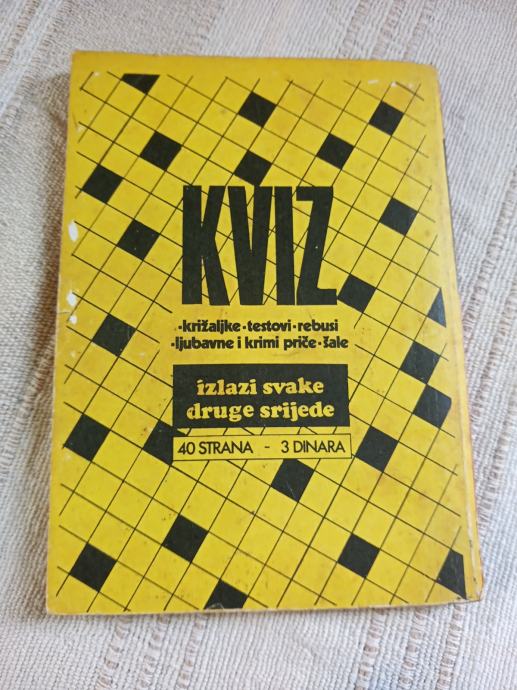 KVIZ
·križaljke·testovi·rebusi
·ljubavne i krimi priče·šale
izlazi svake
druge srijede
40 STRANA - 3 DINARA